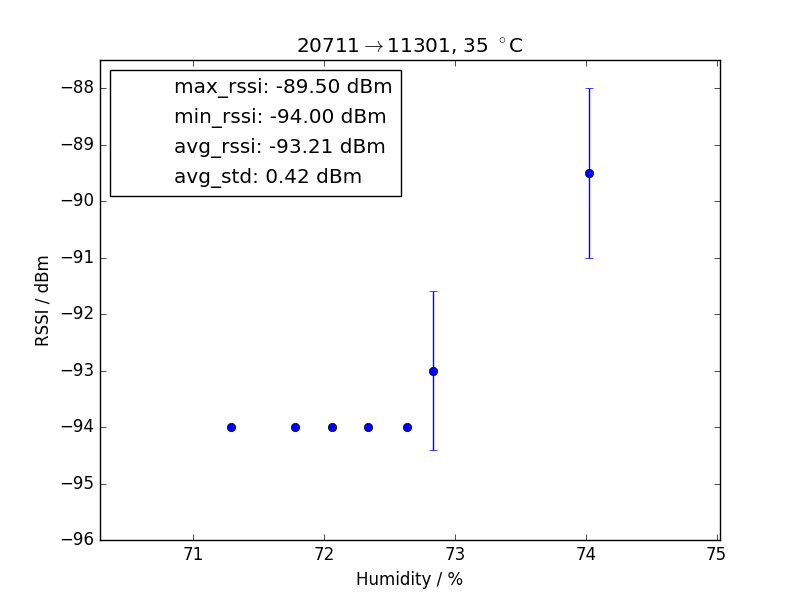 20711→11301, 35 °C
max_rssi: -89.50 dBm
min_rssi: -94.00 dBm
avg_rssi: -93.21 dBm
avg_std: 0.42 dBm
RSSI / dBm
−88
−89
−90
−91
−92
−93
−94
−95
−96
71 72 73 74 75
Humidity / %